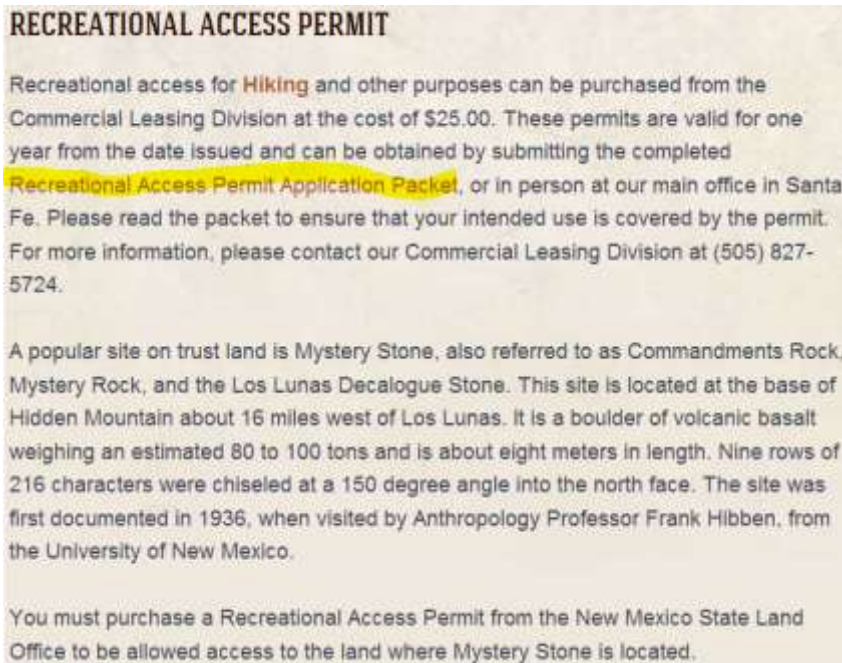 RECREATIONAL ACCESS PERMIT
Recreational access for Hiking and other purposes can be purchased from the
Commercial Leasing Division at the cost of $25.00. These permits are valid for one
year from the date issued and can be obtained by submitting the completed
Recreational Access Permit Application Packet, or in person at our main office in Santa
Fe. Please read the packet to ensure that your intended use is covered by the permit.
For more information, please contact our Commercial Leasing Division at (505) 827-
5724.
A popular site on trust land is Mystery Stone, also referred to as Commandments Rock,
Mystery Rock, and the Los Lunas Decalogue Stone. This site is located at the base of
Hidden Mountain about 16 miles west of Los Lunas. It is a boulder of volcanic basalt
weighing an estimated 80 to 100 tons and is about eight meters in length. Nine rows of
216 characters were chiseled at a 150 degree angle into the north face. The site was
first documented in 1936, when visited by Anthropology Professor Frank Hibben, from
the University of New Mexico.
You must purchase a Recreational Access Permit from the New Mexico State Land
Office to be allowed access to the land where Mystery Stone is located.